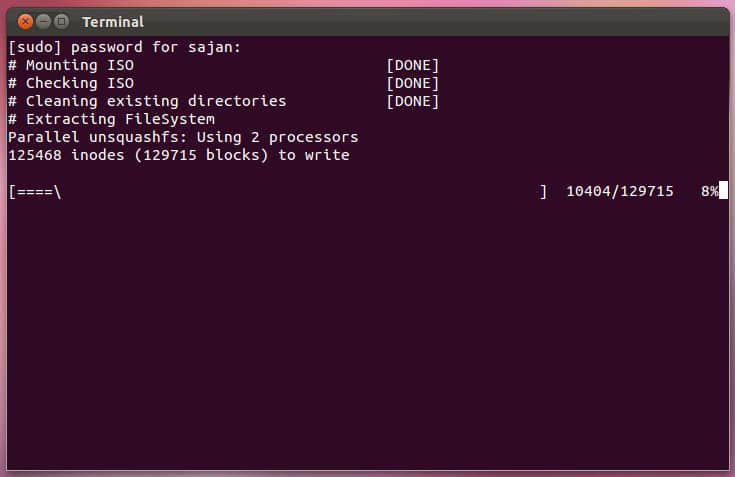 Terminal
[sudo] password for sajan:
# Mounting ISO [DONE]
# Checking ISO [DONE]
# Cleaning existing directories [DONE]
# Extracting FileSystem
Parallel unsquashfs: Using 2 processors
125468 inodes (129715 blocks) to write
[====\ ] 10404/129715 8%